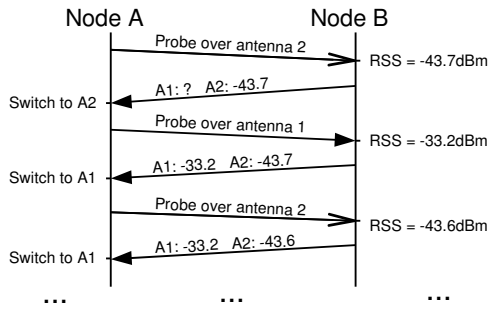 Node A Node B
Probe over antenna 2
RSS = -43.7dBm
A1: ? A2: -43.7
Switch to A2
Probe over antenna 1
RSS = -33.2dBm
A1: -33.2 A2: -43.7
Switch to A1
Probe over antenna 2
RSS = -43.6dBm
A1: -33.2 A2: -43.6
Switch to A1
... ... ...